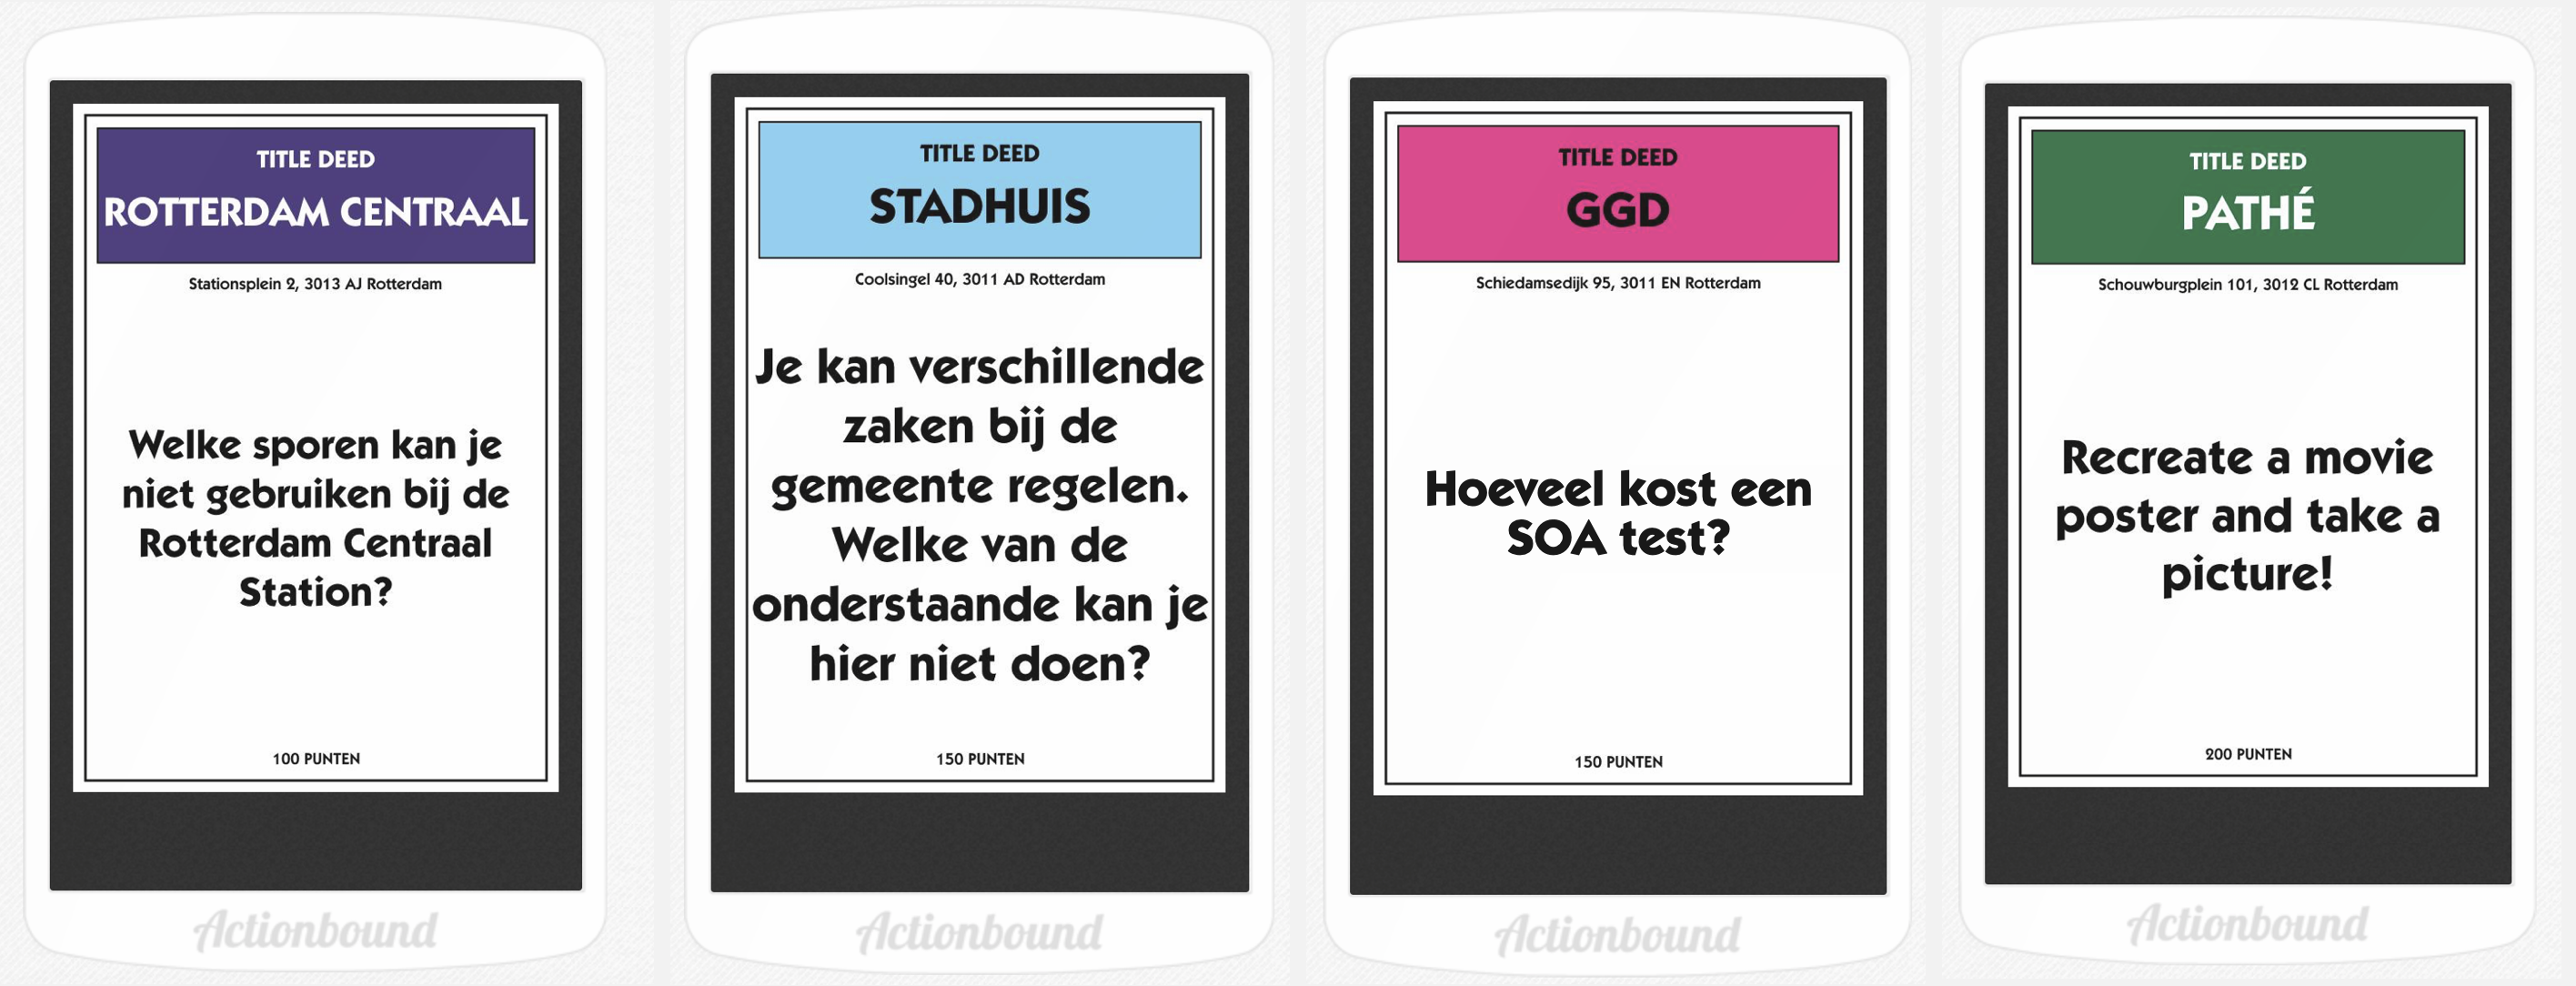 TITLE DEED
ROTTERDAM CENTRAAL
Stationsplein 2, 3013 AJ Rotterdam
Welke sporen kan je
niet gebruiken bij de
Rotterdam Centraal
Station?
100 PUNTEN
Actionbound
TITLE DEED
STADHUIS
Coolsingel 40, 3011 AD Rotterdam
Je kan verschillende
zaken bij de
gemeente regelen.
Welke van de
onderstaande kan je
hier niet doen?
150 PUNTEN
Actionbound
TITLE DEED
GGD
Schiedamsedijk 95, 3011 EN Rotterdam
Hoeveel kost een
SOA test?
150 PUNTEN
Actionbound
TITLE DEED
PATHÉ
Schouwburgplein 101, 3012 CL Rotterdam
Recreate a movie
poster and take a
picture!
200 PUNTEN
Actionbound